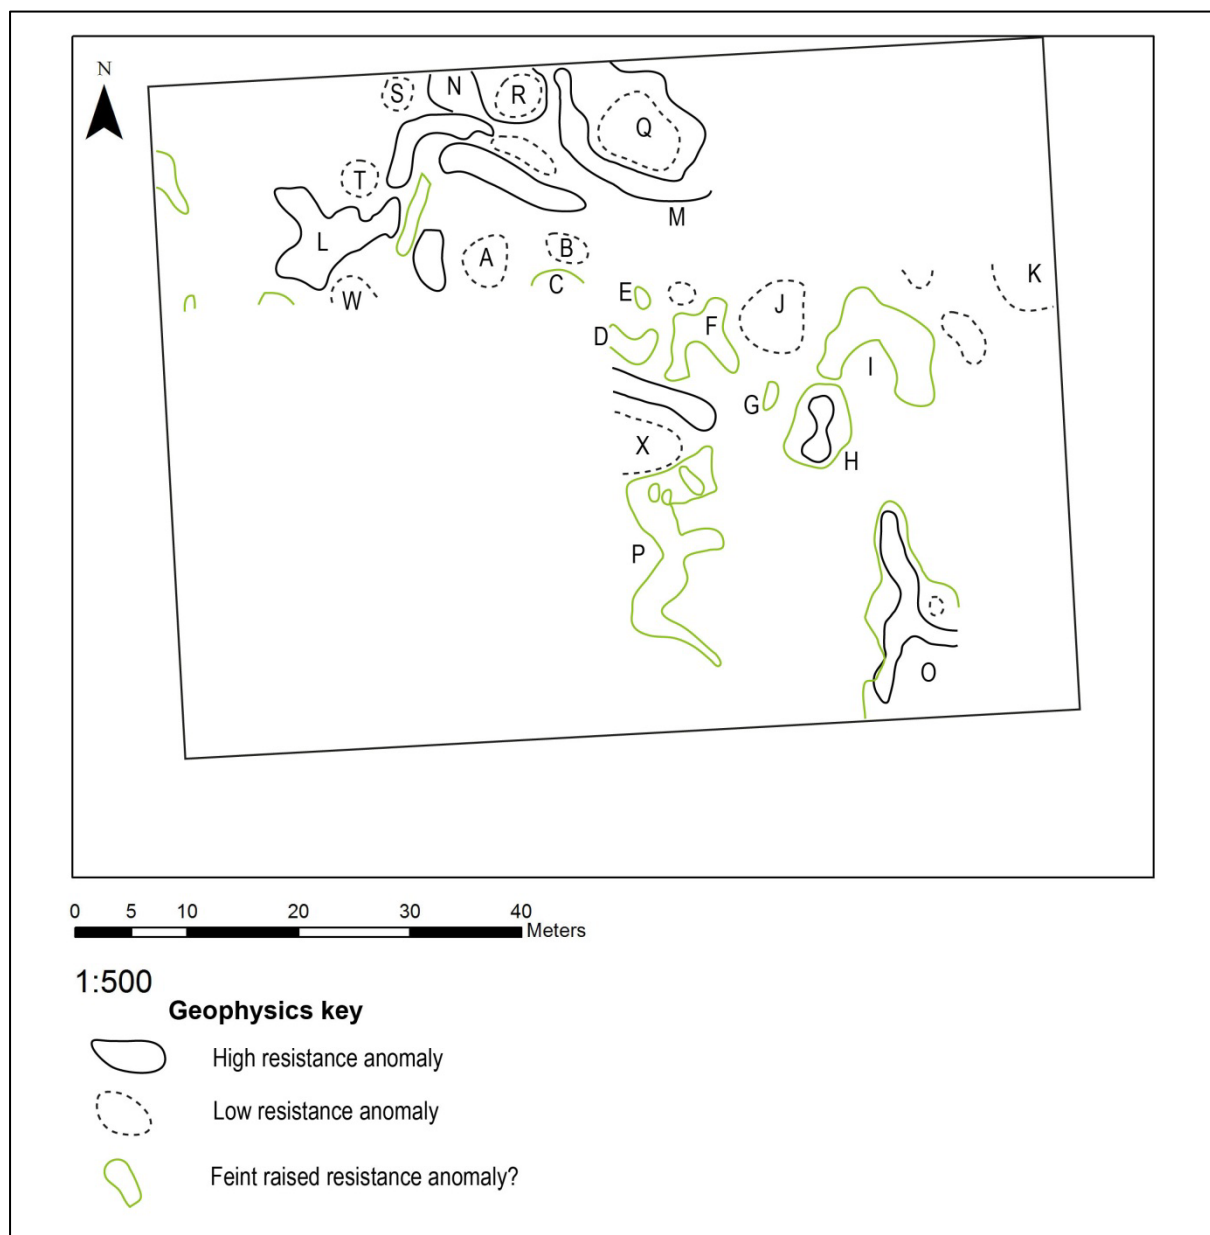 N
S
N
R
Q
T
M
L
A
B
W
C
E
J
K
D
F
I
G
X
H
P
O
0 5 10 20 30 40
Meters
1:500
Geophysics key
High resistance anomaly
Low resistance anomaly
Feint raised resistance anomaly?